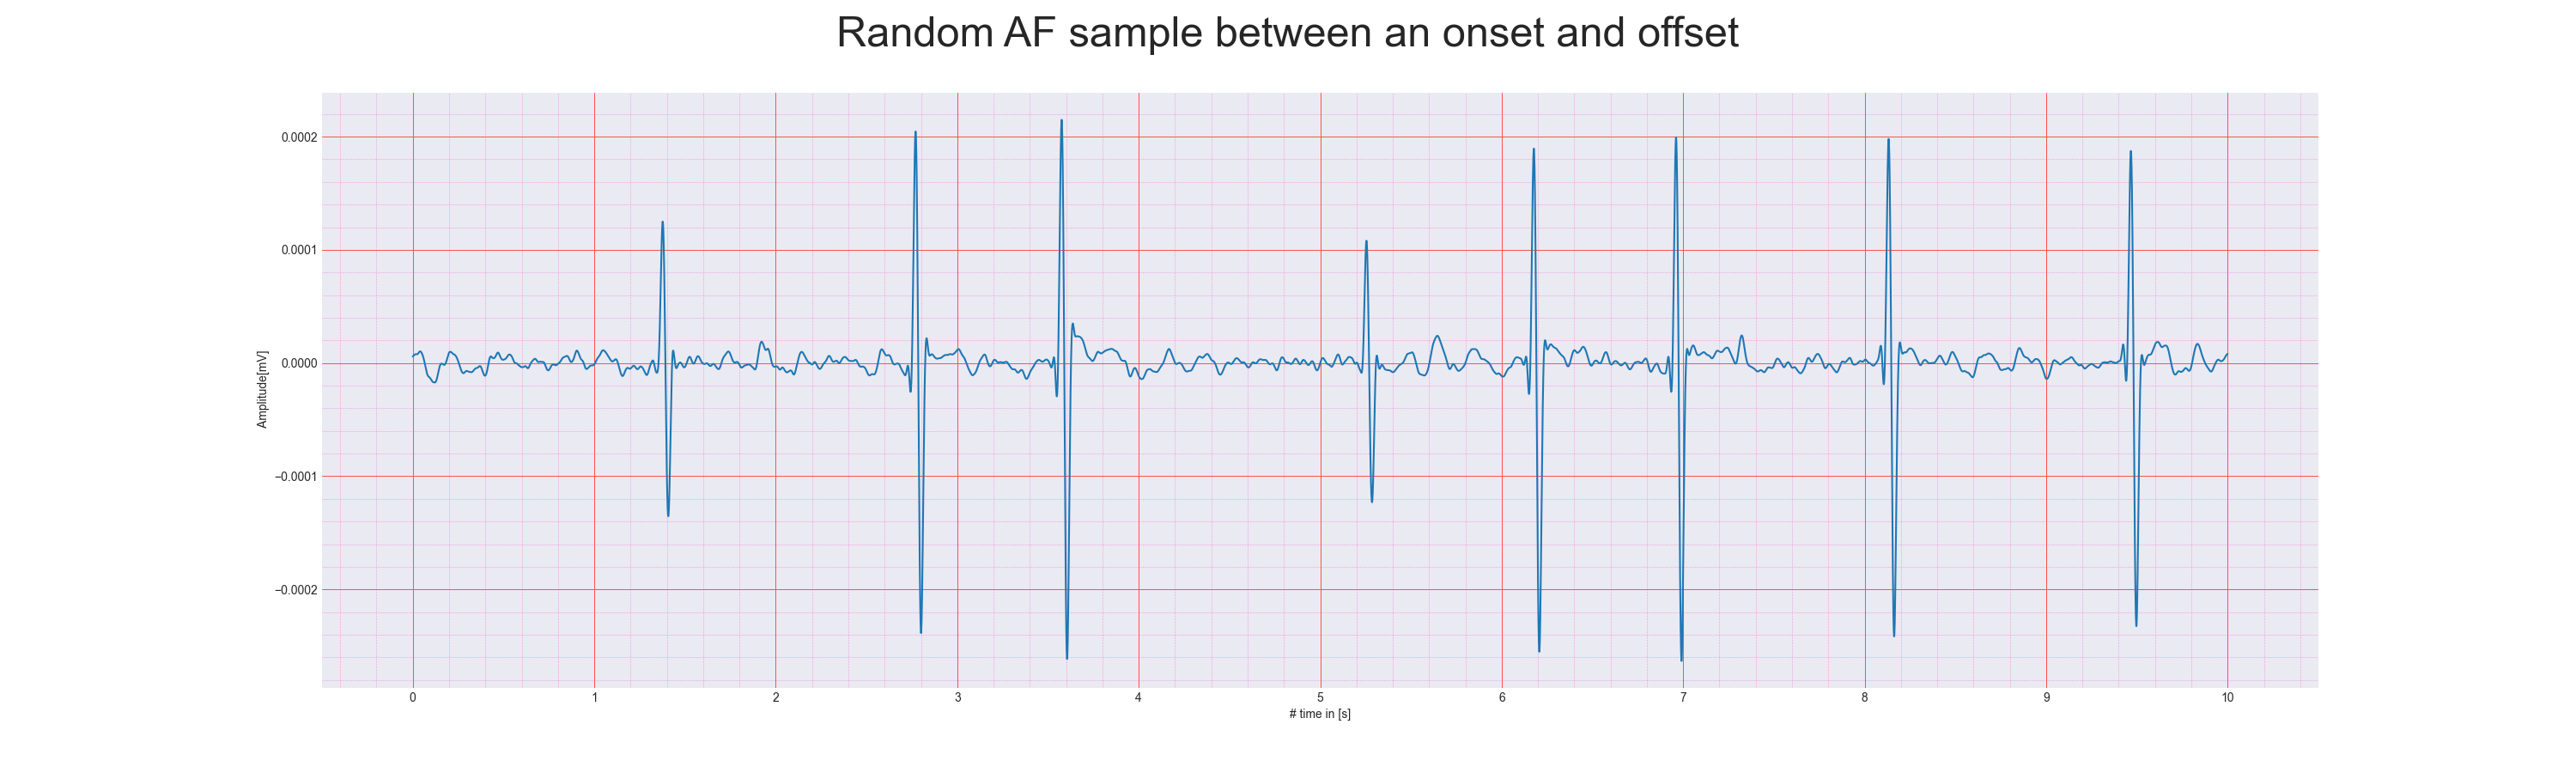 Random AF sample between an onset and offset
0.0002
0.0001
0.0000
−0.0001
−0.0002
Amplitude[mV]
0 1 2 3 4 5 6 7 8 9 10
# time in [s]